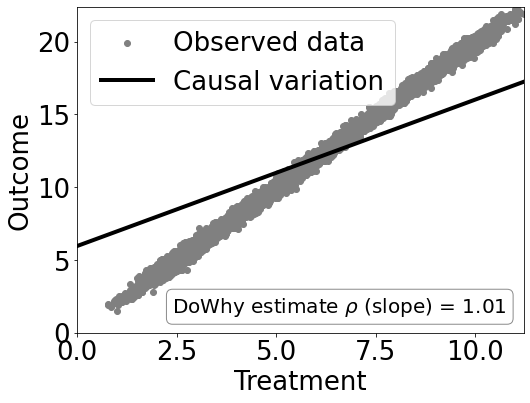 Observed data
Causal variation
20
15
10
5
0
Outcome
DoWhy estimate ρ (slope) = 1.01
0.0 2.5 5.0 7.5 10.0
Treatment